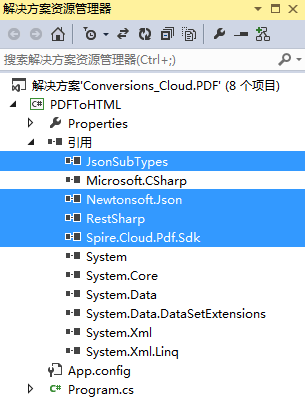 解决方案资源管理器
搜索解决方案资源管理器(Ctrl+;)
解决方案'Conversions_Cloud.PDF' (8 个项目)
C# PDFToHTML
Properties
引用
JsonSubTypes
Microsoft.CSharp
Newtonsoft.Json
RestSharp
Spire.Cloud.Pdf.Sdk
System
System.Core
System.Data
System.Data.DataSetExtensions
System.Xml
System.Xml.Linq
App.config
C# Program.cs